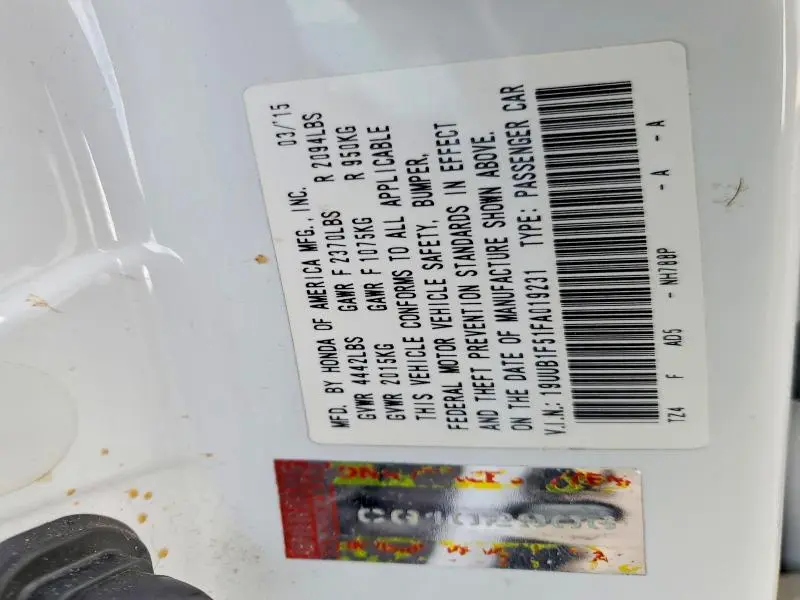 MFD. BY HONDA OF AMERICA MFG., INC. 03/'15
GVWR 4442LBS GAWR F 2370LBS R 2094LBS
GVWR 2015KG GAWR F 1075KG R 950KG
THIS VEHICLE CONFORMS TO ALL APPLICABLE
FEDERAL MOTOR VEHICLE SAFETY, BUMPER,
AND THEFT PREVENTION STANDARDS IN EFFECT
ON THE DATE OF MANUFACTURE SHOWN ABOVE.
V.I.N.: 19UUB1F51FA019231 TYPE: PASSENGER CAR
TZ4 F AD5 - NH788P - A - A